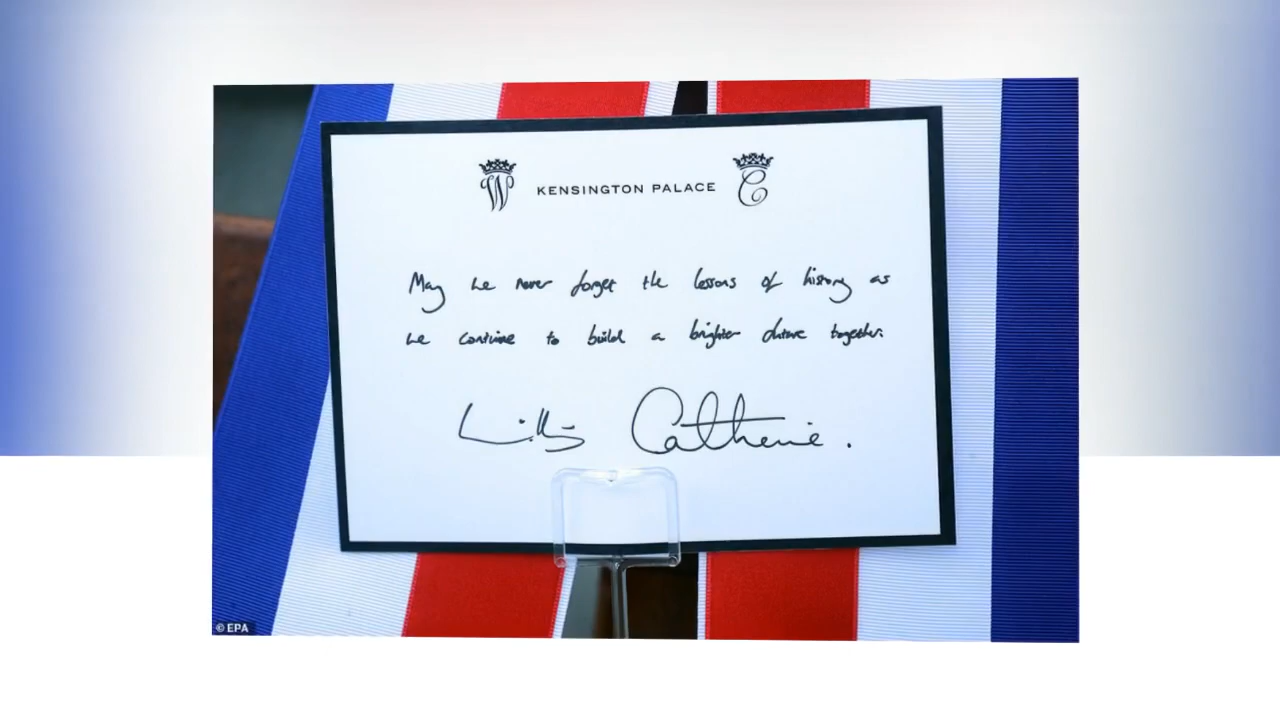 W KENSINGTON PALACE C
May we never forget the lessons of history as
we continue to build a brighter future together.
William Catherine.
© EPA